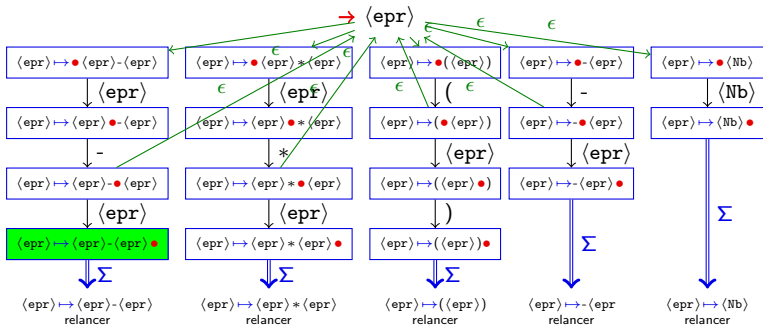 →⟨epr⟩
ϵ ϵ ϵ ϵ
⟨epr⟩↦●⟨epr⟩-⟨epr⟩ ⟨epr⟩↦●⟨epr⟩*⟨epr⟩ ⟨epr⟩↦●(⟨epr⟩) ⟨epr⟩↦●-⟨epr⟩ ⟨epr⟩↦●⟨Nb⟩
⟨epr⟩ ϵ ⟨epr⟩ ϵ ϵ ( ϵ - ⟨Nb⟩
⟨epr⟩↦⟨epr⟩●-⟨epr⟩ ⟨epr⟩↦⟨epr⟩●*⟨epr⟩ ⟨epr⟩↦(●⟨epr⟩) ⟨epr⟩↦-●⟨epr⟩ ⟨epr⟩↦⟨Nb⟩●
- * ⟨epr⟩ ⟨epr⟩
⟨epr⟩↦⟨epr⟩-●⟨epr⟩ ⟨epr⟩↦⟨epr⟩*●⟨epr⟩ ⟨epr⟩↦(⟨epr⟩●) ⟨epr⟩↦-⟨epr⟩●
⟨epr⟩ ⟨epr⟩ ) Σ Σ
⟨epr⟩↦⟨epr⟩-⟨epr⟩● ⟨epr⟩↦⟨epr⟩*⟨epr⟩● ⟨epr⟩↦(⟨epr⟩)●
Σ Σ Σ
⟨epr⟩↦⟨epr⟩-⟨epr⟩ ⟨epr⟩↦⟨epr⟩*⟨epr⟩ ⟨epr⟩↦(⟨epr⟩) ⟨epr⟩↦-⟨epr ⟨epr⟩↦⟨Nb⟩
relancer relancer relancer relancer relancer